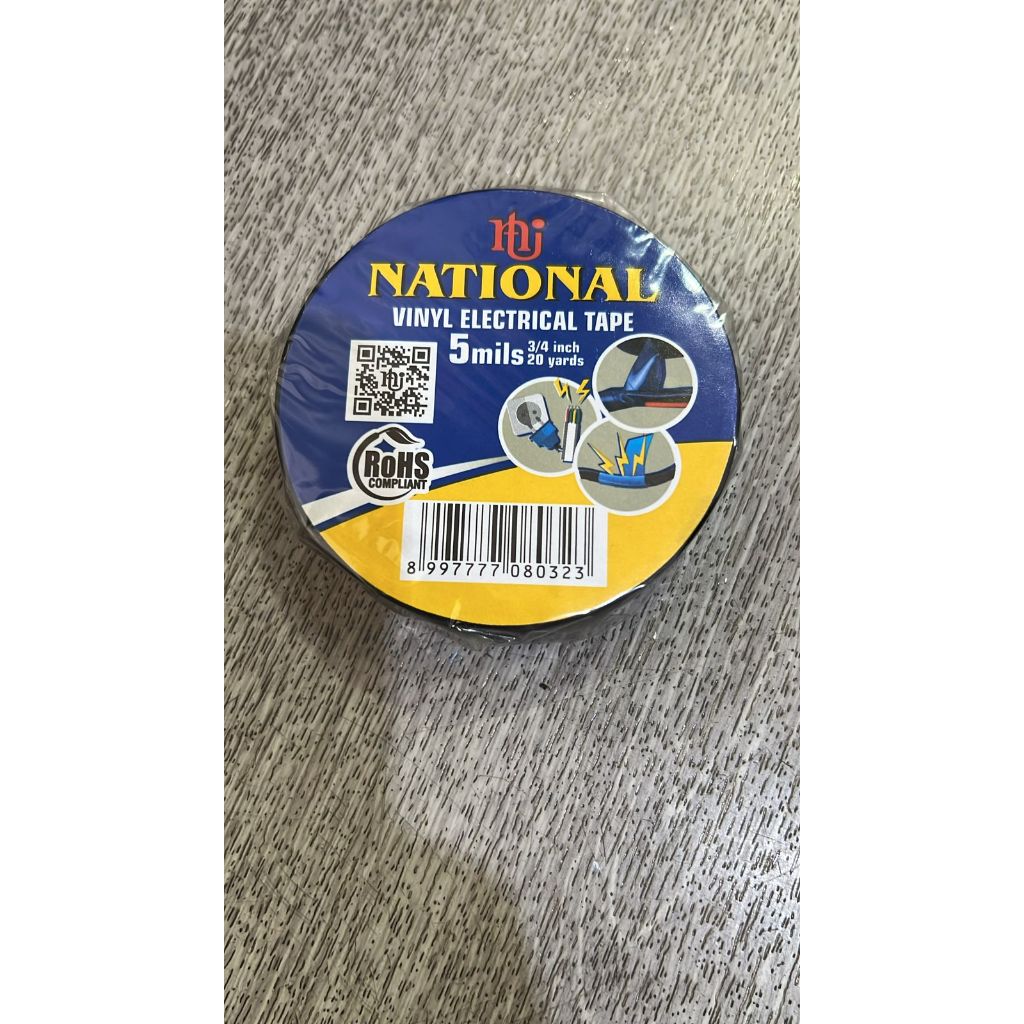 NATIONAL
VINYL ELECTRICAL TAPE
5mils 3/4 inch
20 yards
RoHS
COMPLIANT
8 997777 080323